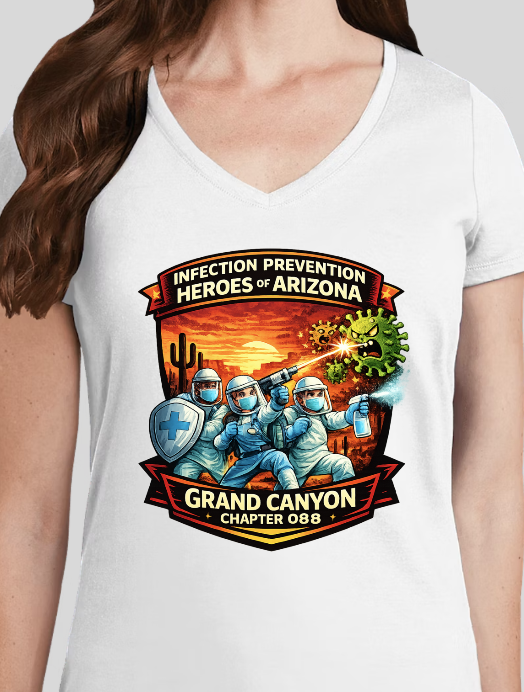 INFECTION PREVENTION
HEROES OF ARIZONA
GRAND CANYON
CHAPTER 088